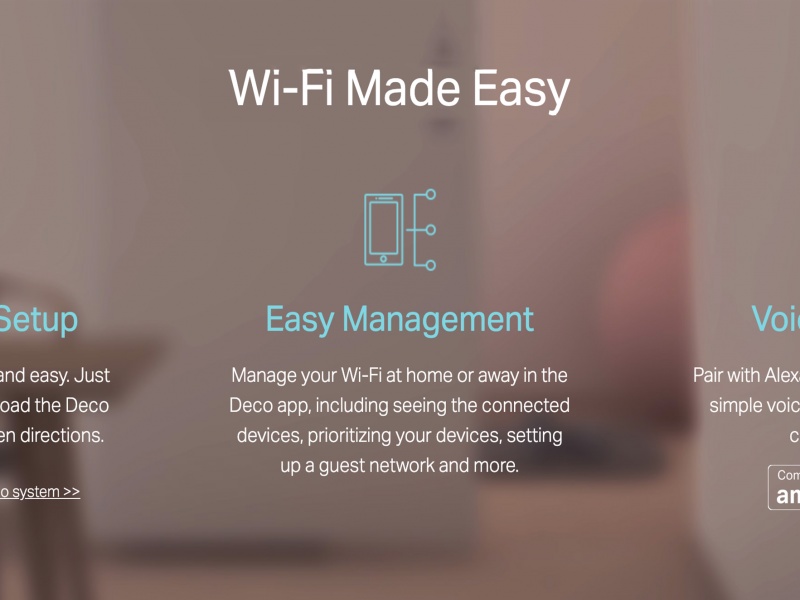 Wi-Fi Made Easy
Setup
and easy. Just
oad the Deco
en directions.
o system >>
Easy Management
Manage your Wi-Fi at home or away in the
Deco app, including seeing the connected
devices, prioritizing your devices, setting
up a guest network and more.
Voic
Pair with Alexa
simple voic
c
Com
am